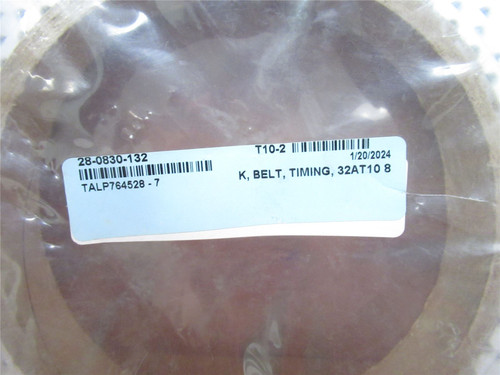 28-0830-132
T10-2
1/20/2024
TALP764528 - 7
K, BELT, TIMING, 32AT10 8